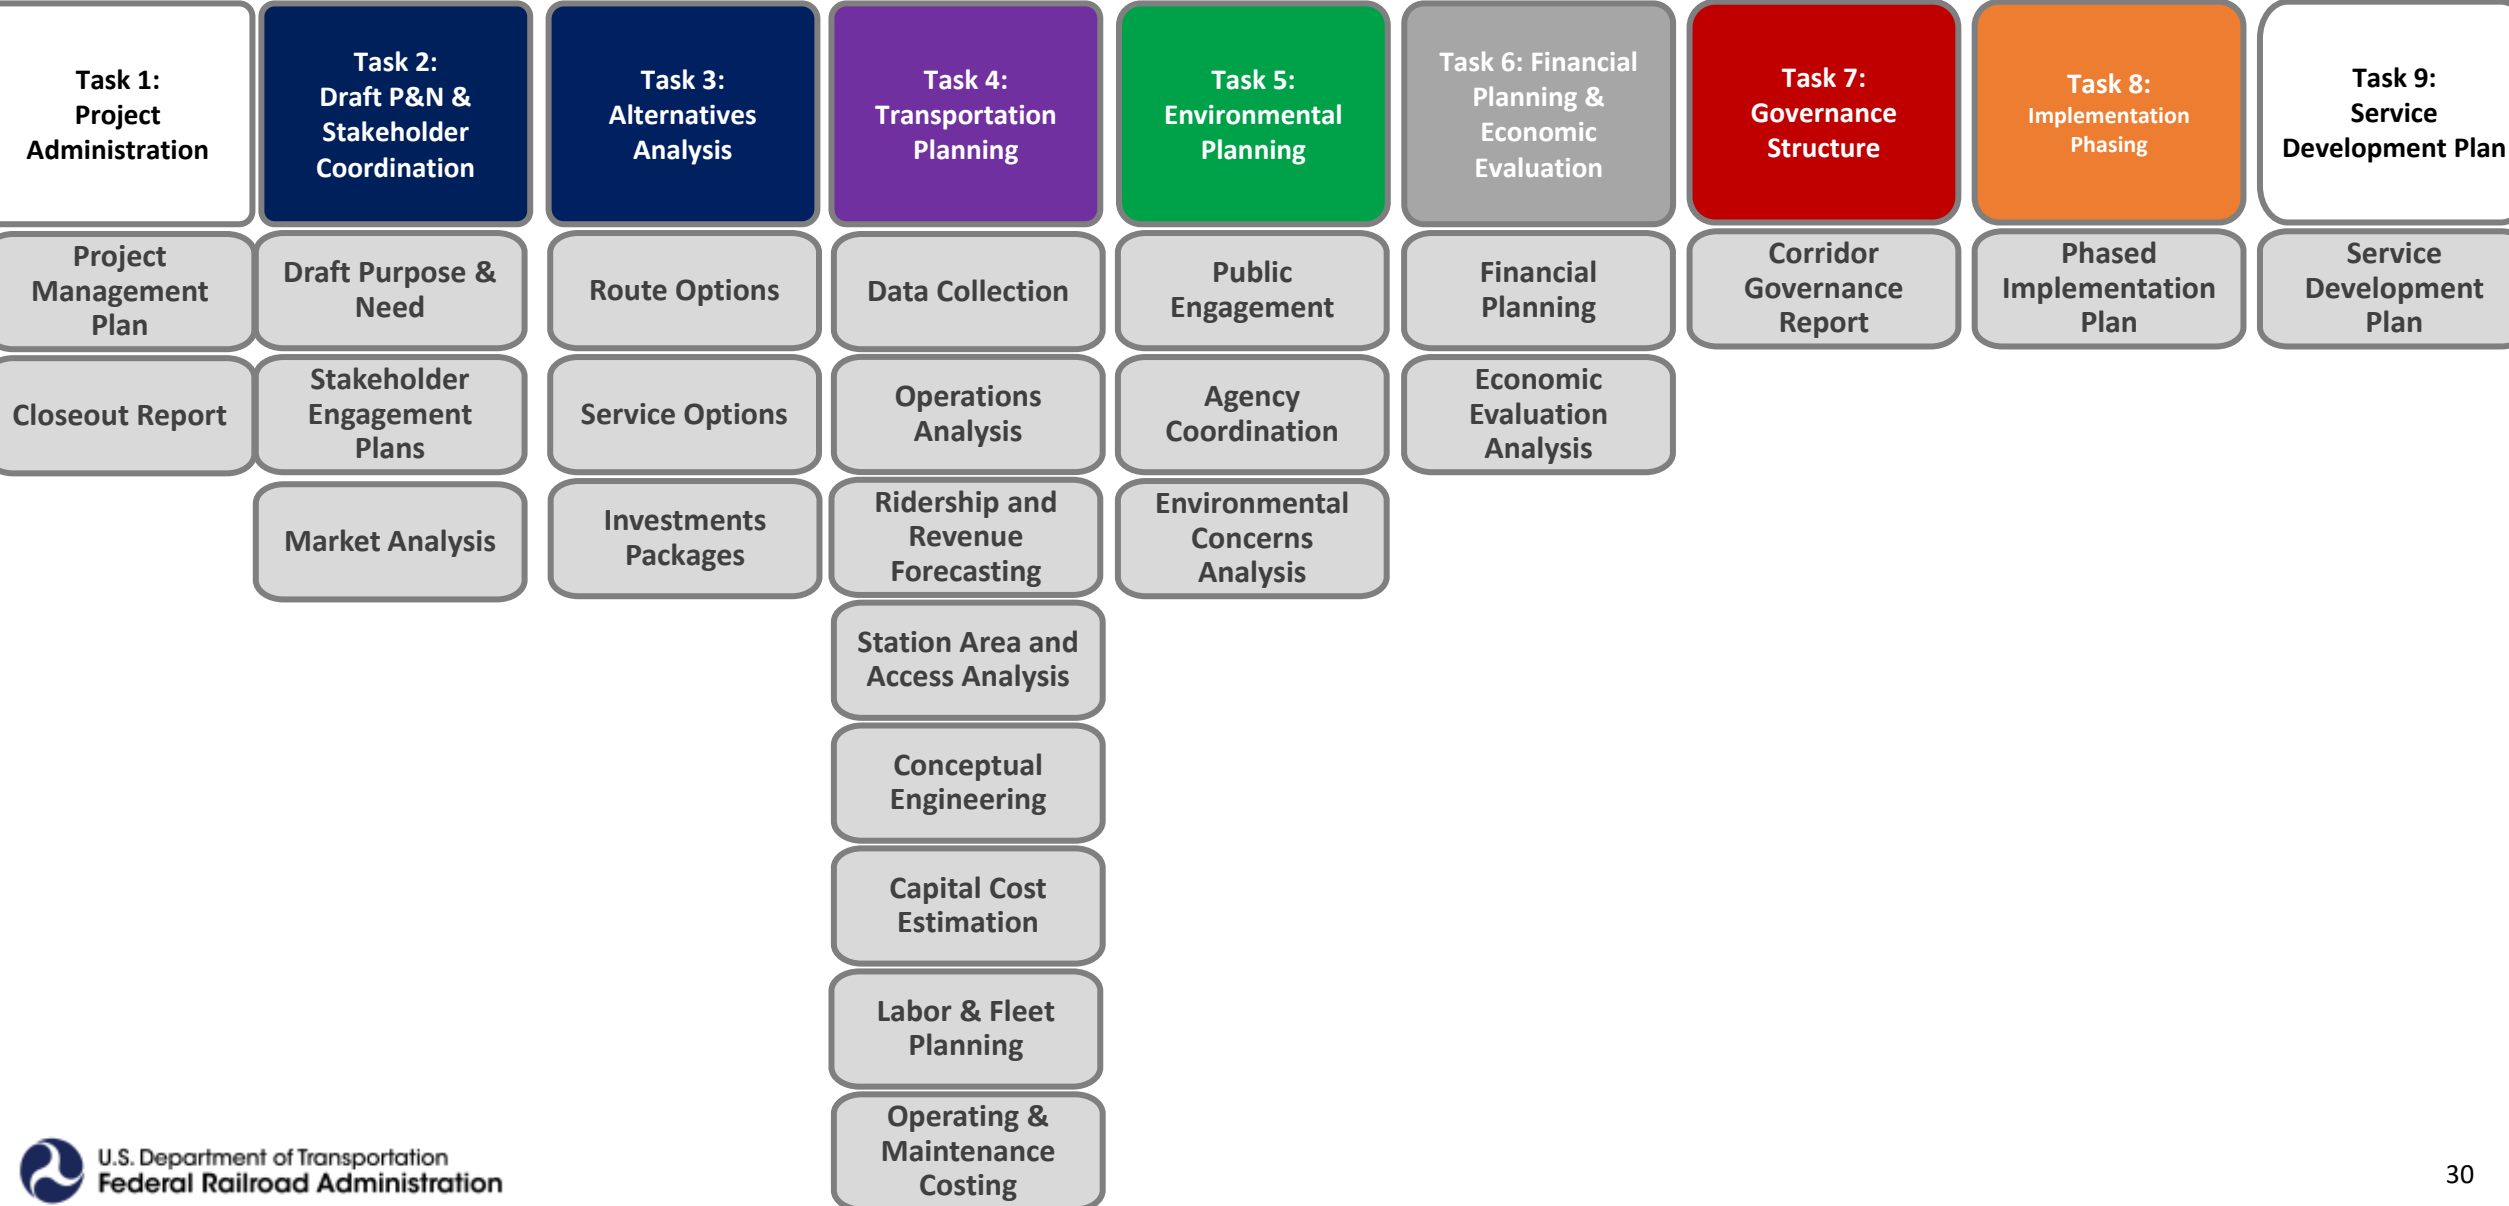 Task 1:
Project
Administration
Project
Management
Plan
Closeout Report
Task 2:
Draft P&N &
Stakeholder
Coordination
Draft Purpose &
Need
Stakeholder
Engagement
Plans
Market Analysis
Task 3:
Alternatives
Analysis
Route Options
Service Options
Investments
Packages
Task 4:
Transportation
Planning
Data Collection
Operations
Analysis
Ridership and
Revenue
Forecasting
Station Area and
Access Analysis
Conceptual
Engineering
Capital Cost
Estimation
Labor & Fleet
Planning
Operating &
Maintenance
Costing
Task 5:
Environmental
Planning
Public
Engagement
Agency
Coordination
Environmental
Concerns
Analysis
Task 6: Financial
Planning &
Economic
Evaluation
Financial
Planning
Economic
Evaluation
Analysis
Task 7:
Governance
Structure
Corridor
Governance
Report
Task 8:
Implementation
Phasing
Phased
Implementation
Plan
Task 9:
Service
Development Plan
Service
Development
Plan
U.S. Department of Transportation
Federal Railroad Administration
30